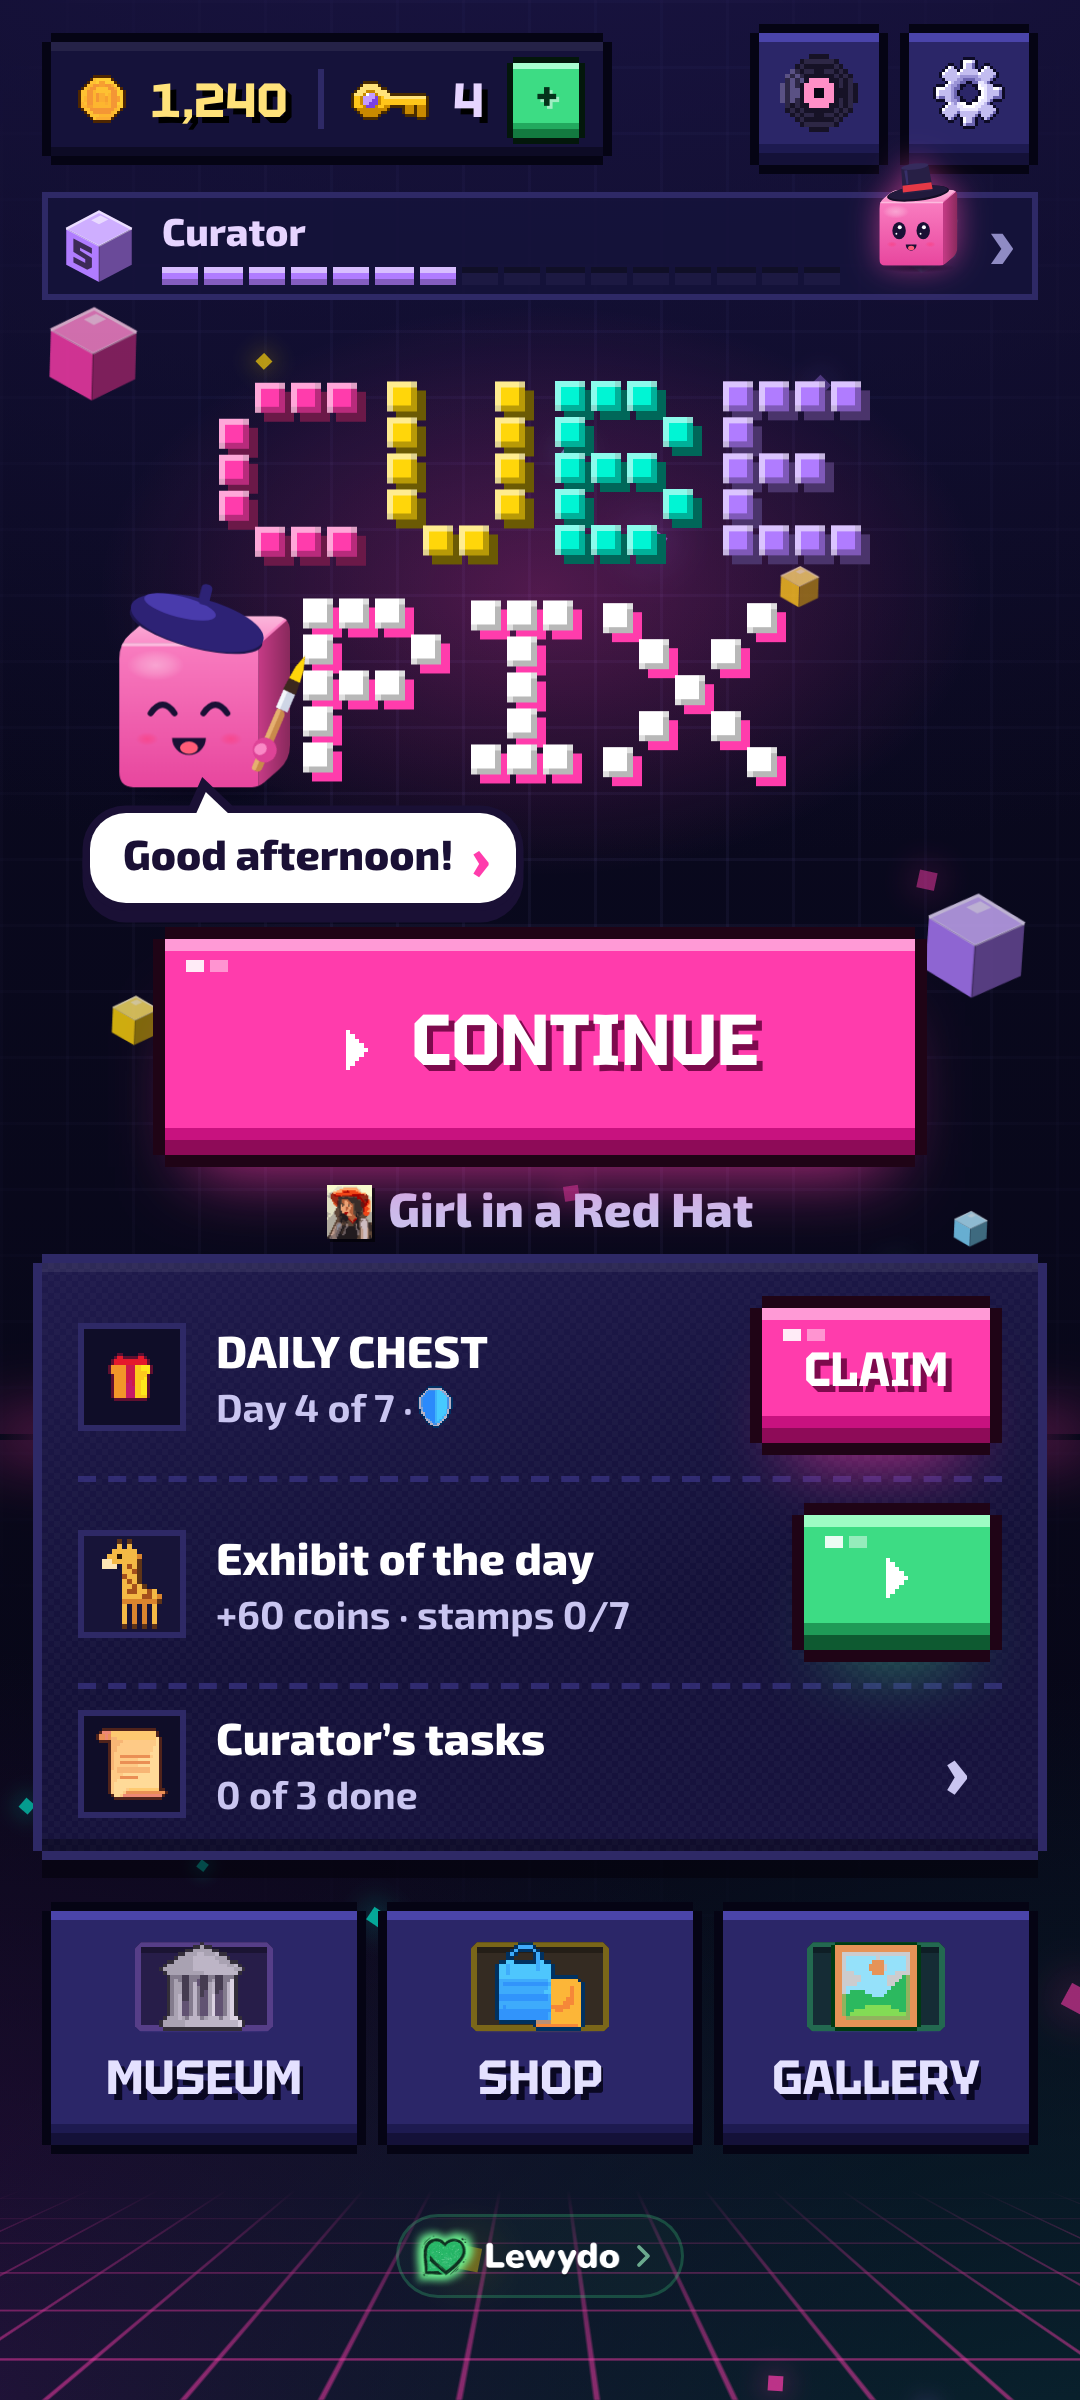 1,240
4
+
5
Curator
CUBE
PIX
Good afternoon!
CONTINUE
Girl in a Red Hat
DAILY CHEST
Day 4 of 7 ·
CLAIM
Exhibit of the day
+60 coins · stamps 0/7
Curator's tasks
0 of 3 done
MUSEUM
SHOP
GALLERY
Lewydo